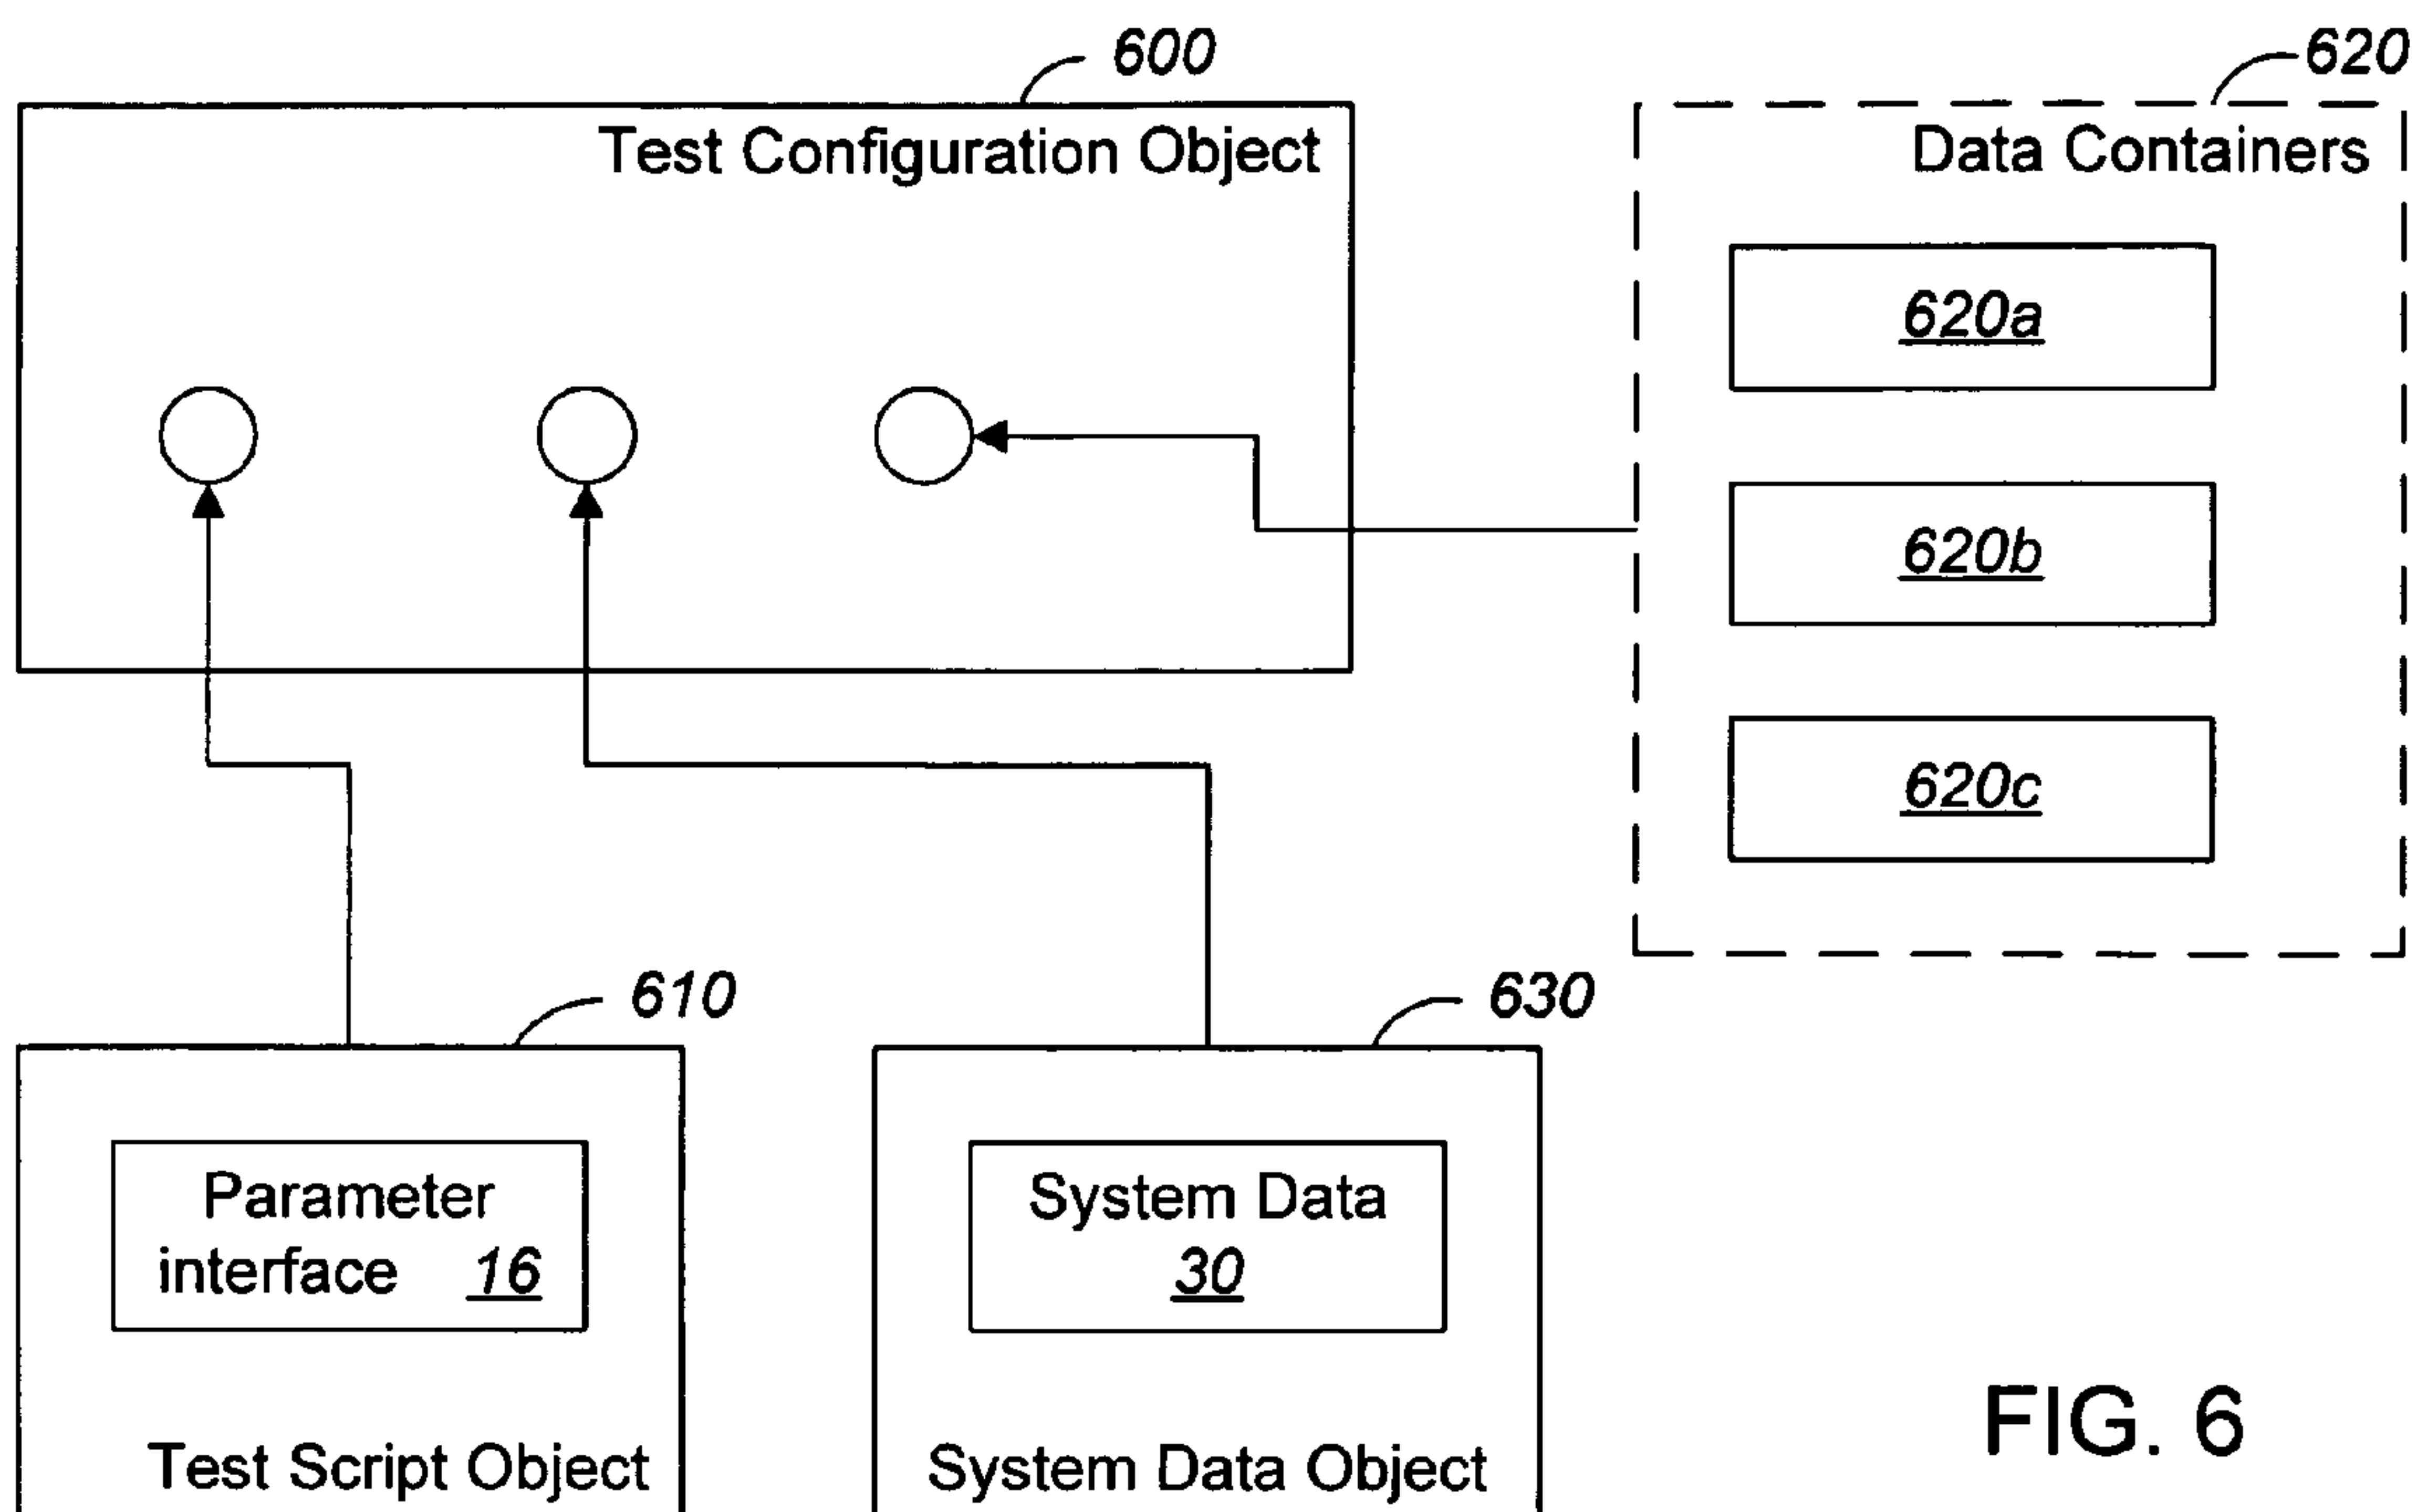 600
620
Test Configuration Object
Data Containers
620a
620b
620c
610
630
Parameter
interface 16
System Data
30
Test Script Object
System Data Object
FIG. 6